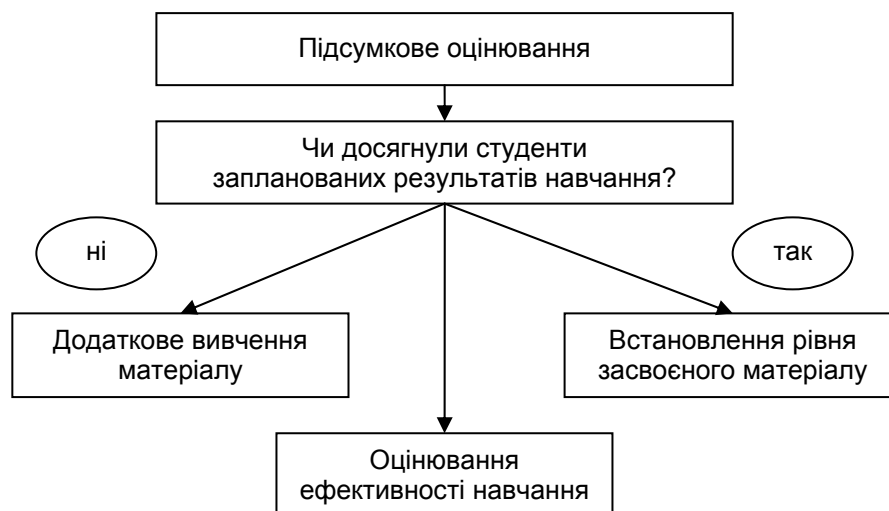 Підсумкове оцінювання
Чи досягнули студенти
запланованих результатів навчання?
ні
так
Додаткове вивчення
матеріалу
Встановлення рівня
засвоєного матеріалу
Оцінювання
ефективності навчання